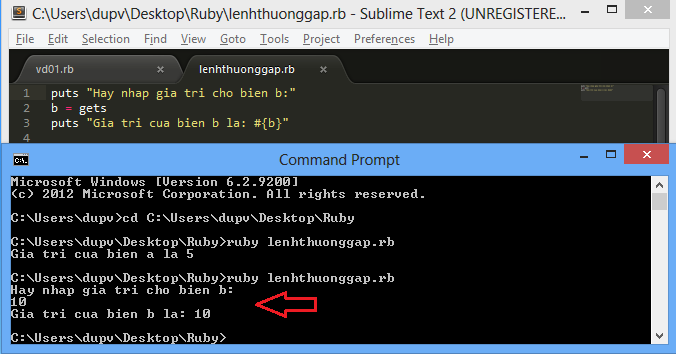 C:\Users\dupv\Desktop\Ruby\lenhthuonggap.rb - Sublime Text 2 (UNREGISTERE...
File Edit Selection Find View Goto Tools Project Preferences Help
vd01.rb lenhthuonggap.rb
1 puts "Hay nhap gia tri cho bien b:"
2 b = gets
3 puts "Gia tri cua bien b la: #{b}"
4
C:\. Command Prompt
Microsoft Windows [Version 6.2.9200]
(c) 2012 Microsoft Corporation. All rights reserved.
C:\Users\dupv>cd C:\Users\dupv\Desktop\Ruby
C:\Users\dupv\Desktop\Ruby>ruby lenhthuonggap.rb
Gia tri cua bien a la 5
C:\Users\dupv\Desktop\Ruby>ruby lenhthuonggap.rb
Hay nhap gia tri cho bien b:
10
Gia tri cua bien b la: 10
C:\Users\dupv\Desktop\Ruby>